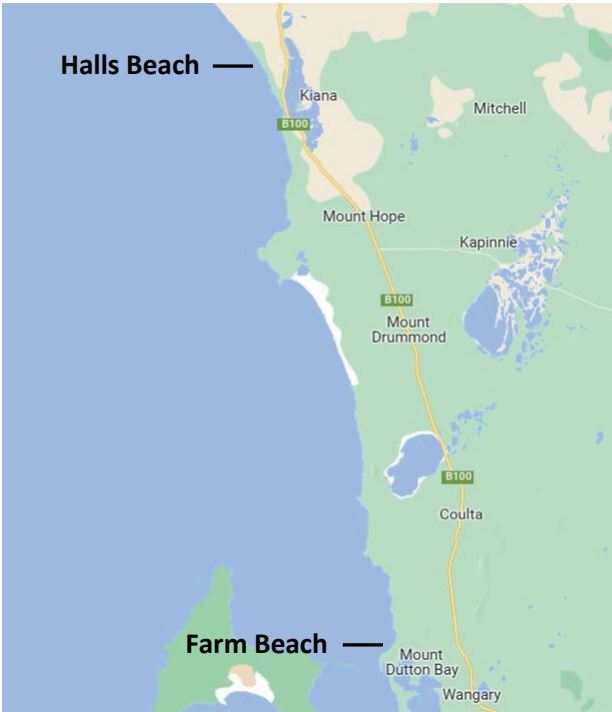 Halls Beach
Kiana
Mitchell
B100
Mount Hope
Kapinnie
B100
Mount
Drummond
B100
Coulta
Farm Beach
Mount
Dutton Bay
Wangary